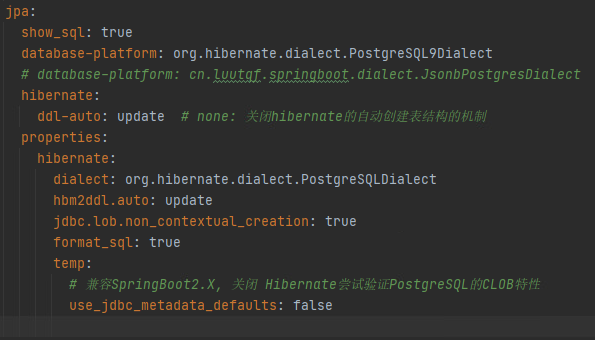 jpa:
show_sql: true
database-platform: org.hibernate.dialect.PostgreSQL9Dialect
# database-platform: cn.luutqf.springboot.dialect.JsonbPostgresDialect
hibernate:
ddl-auto: update  # none: 关闭hibernate的自动创建表结构的机制
properties:
hibernate:
dialect: org.hibernate.dialect.PostgreSQLDialect
hbm2ddl.auto: update
jdbc.lob.non_contextual_creation: true
format_sql: true
temp:
# 兼容SpringBoot2.X, 关闭 Hibernate尝试验证PostgreSQL的CLOB特性
use_jdbc_metadata_defaults: false